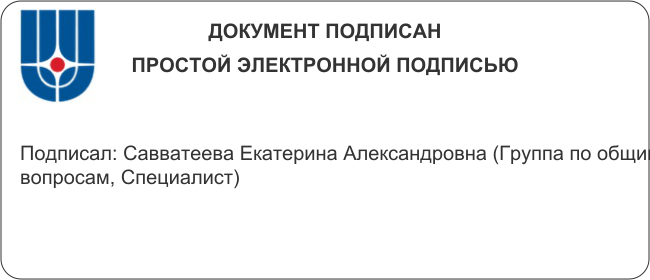 ДОКУМЕНТ ПОДПИСАН
ПРОСТОЙ ЭЛЕКТРОННОЙ ПОДПИСЬЮ
Подписал: Савватеева Екатерина Александровна (Группа по общи
вопросам, Специалист)